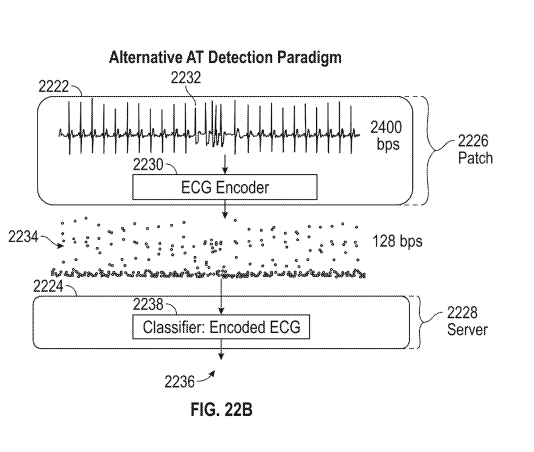 Alternative AT Detection Paradigm
2222
2232
2400
bps
2226
Patch
2230
ECG Encoder
2234
128 bps
2224
2238
Classifier: Encoded ECG
2228
Server
2236
FIG. 22B